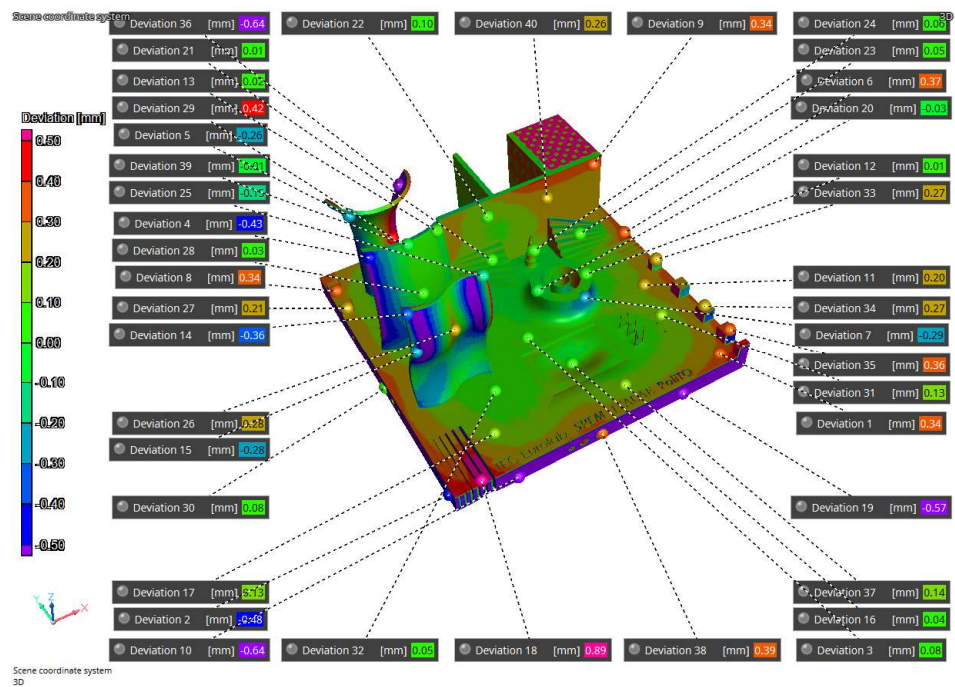 Scene coordinate system
3D
Deviation 36 [mm] -0.64
Deviation 22 [mm] 0.10
Deviation 40 [mm] 0.26
Deviation 9 [mm] 0.34
Deviation 24 [mm] 0.06
Deviation 21 [mm] 0.01
Deviation 23 [mm] 0.05
Deviation 13 [mm] 0.02
Deviation 6 [mm] 0.37
Deviation 29 [mm] 0.42
Deviation 20 [mm] -0.03
Deviation [mm]
Deviation 5 [mm] -0.26
0.50
Deviation 39 [mm] -0.01
Deviation 12 [mm] 0.01
0.40
Deviation 25 [mm]
Deviation 33 [mm] 0.27
0.30
Deviation 4 [mm] -0.43
Deviation 28 [mm] 0.03
0.20
Deviation 8 [mm] 0.34
Deviation 11 [mm] 0.20
0.10
Deviation 27 [mm] 0.21
Deviation 34 [mm] 0.27
Deviation 14 [mm] -0.36
Deviation 7 [mm] -0.29
0.00
Deviation 35 [mm] 0.36
-0.10
Deviation 31 [mm] 0.13
Deviation 26 [mm] 0.28
Deviation 1 [mm] 0.34
-0.20
Deviation 15 [mm] -0.28
-0.30
-0.40
Deviation 30 [mm] 0.08
Deviation 19 [mm] -0.57
-0.50
Deviation 17 [mm] 0.13
Deviation 37 [mm] 0.14
Deviation 2 [mm] -0.48
Deviation 16 [mm] 0.04
Deviation 10 [mm] -0.64
Deviation 32 [mm] 0.05
Deviation 18 [mm] 0.89
Deviation 38 [mm] 0.39
Deviation 3 [mm] 0.08
Y Z X
Scene coordinate system
3D